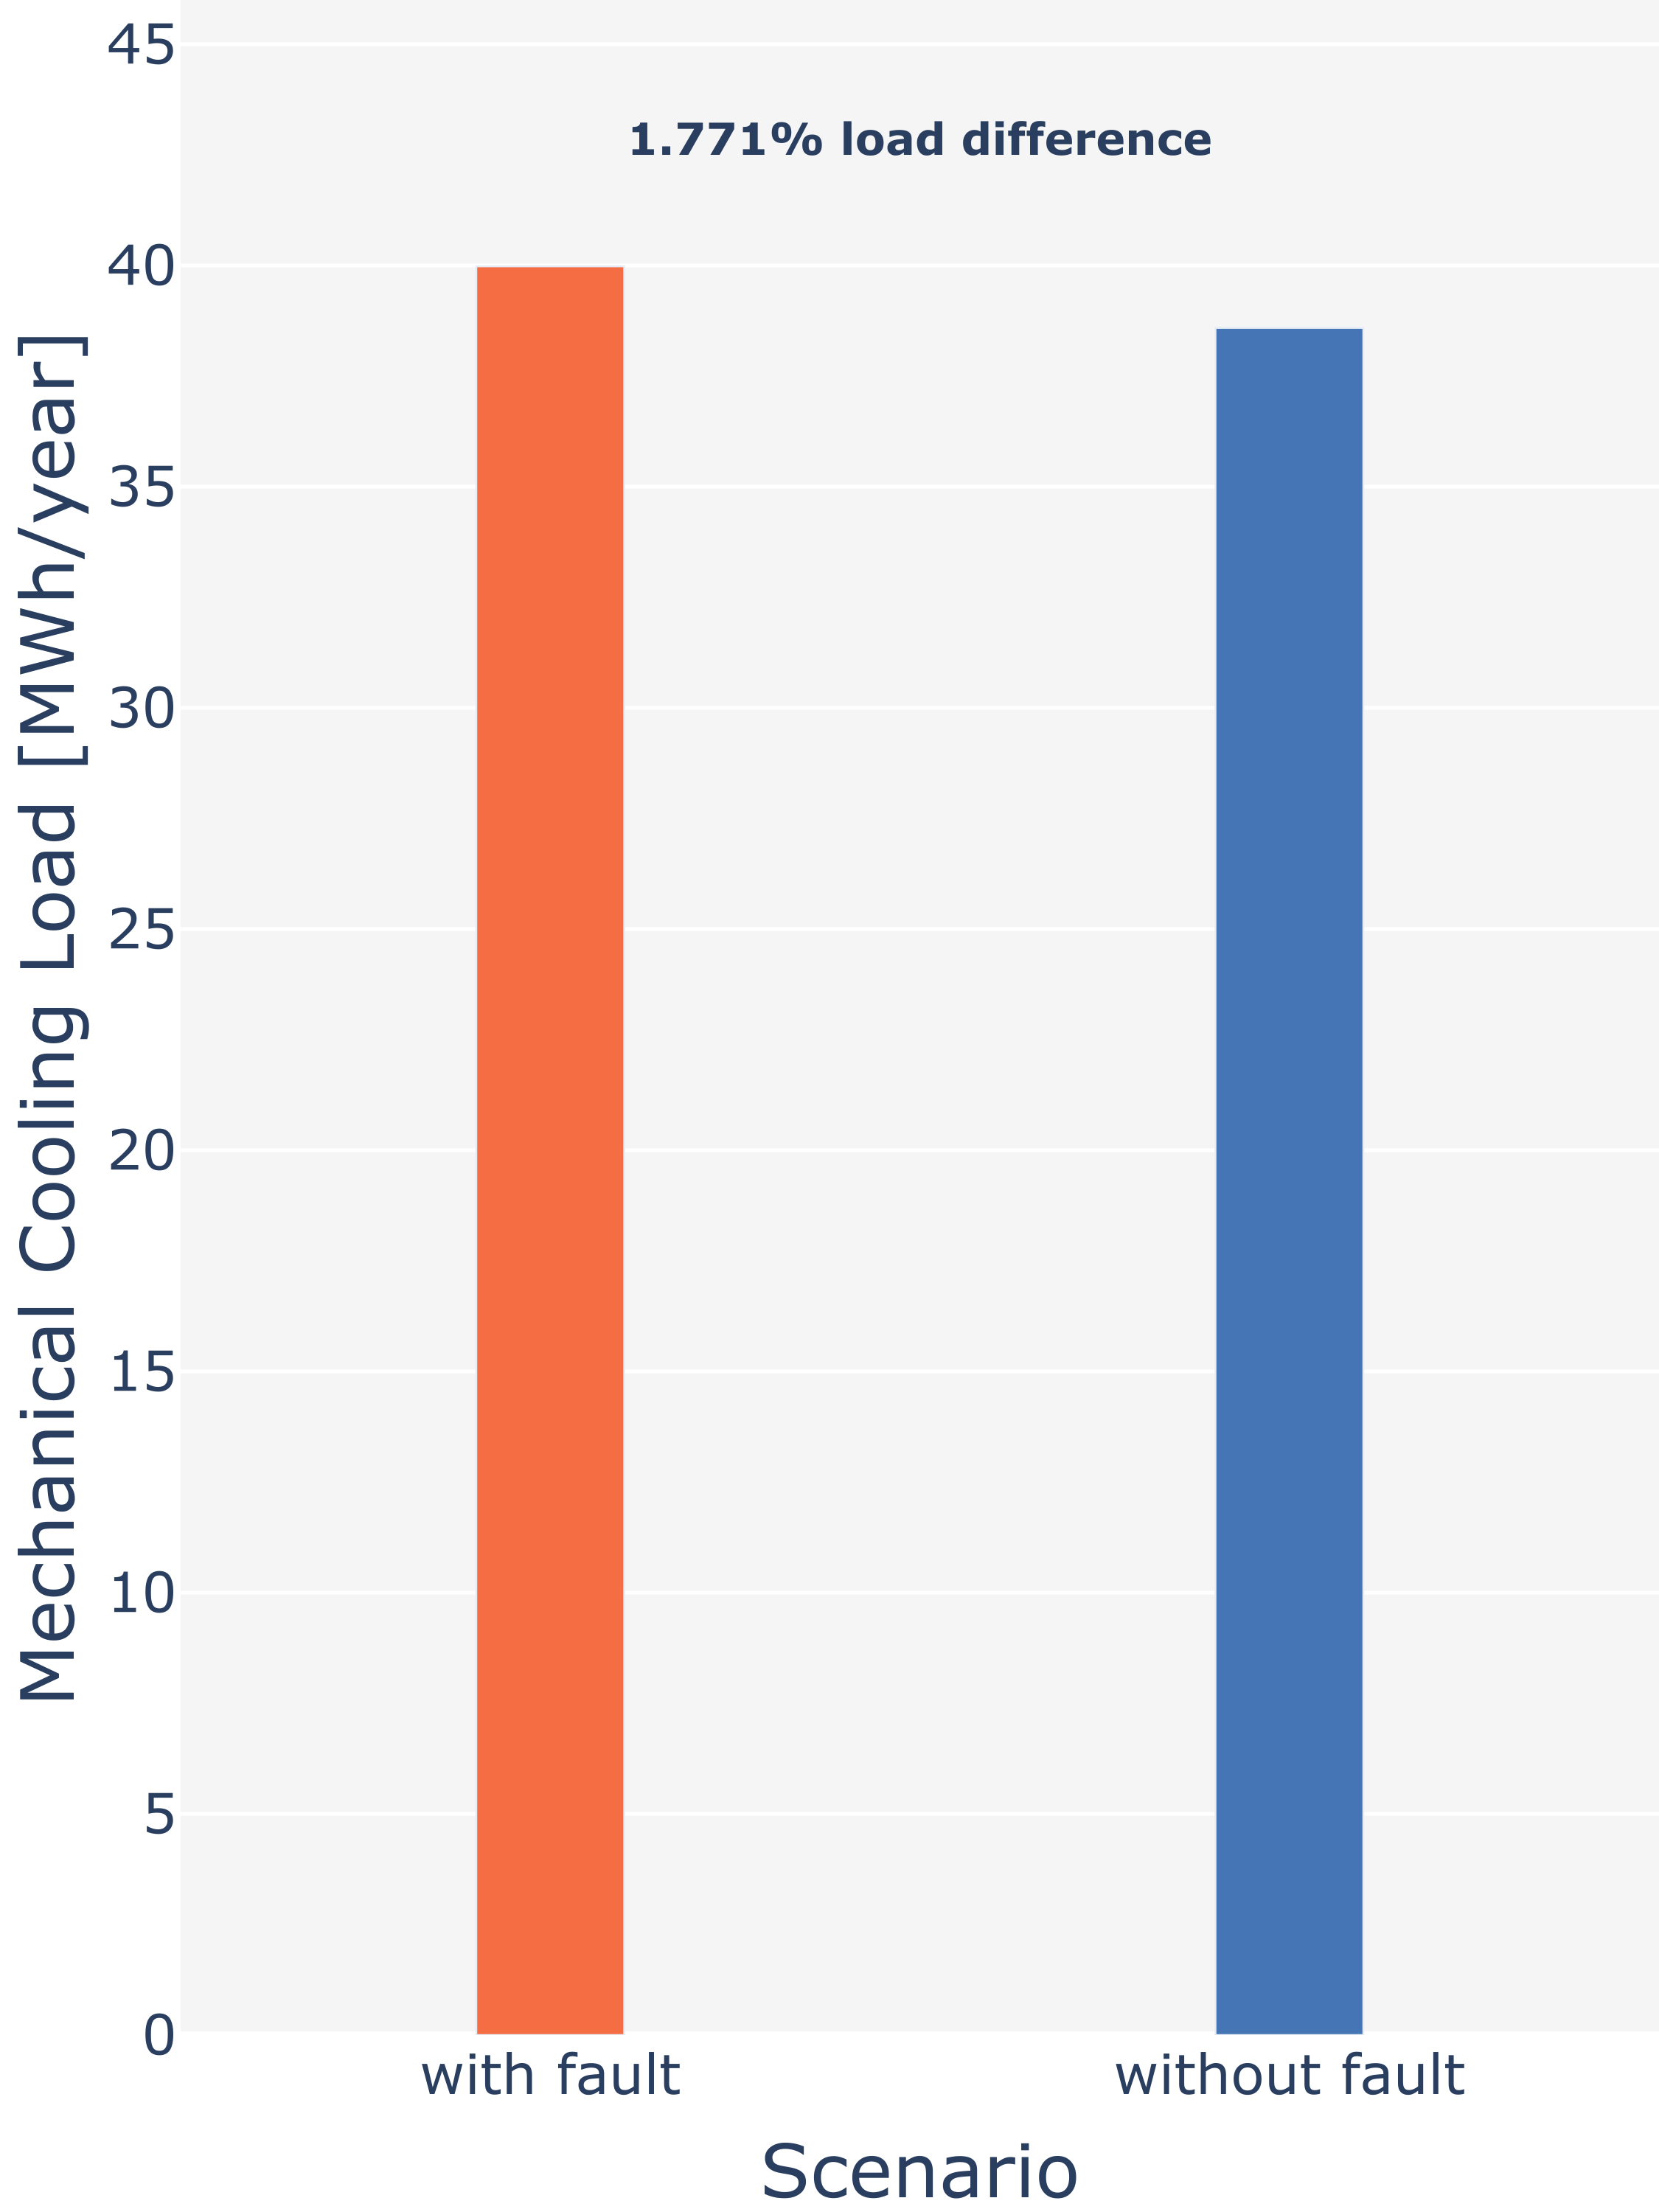 1.771% load difference
Mechanical Cooling Load [MWh/year]
45
40
35
30
25
20
15
10
5
0
with fault
without fault
Scenario